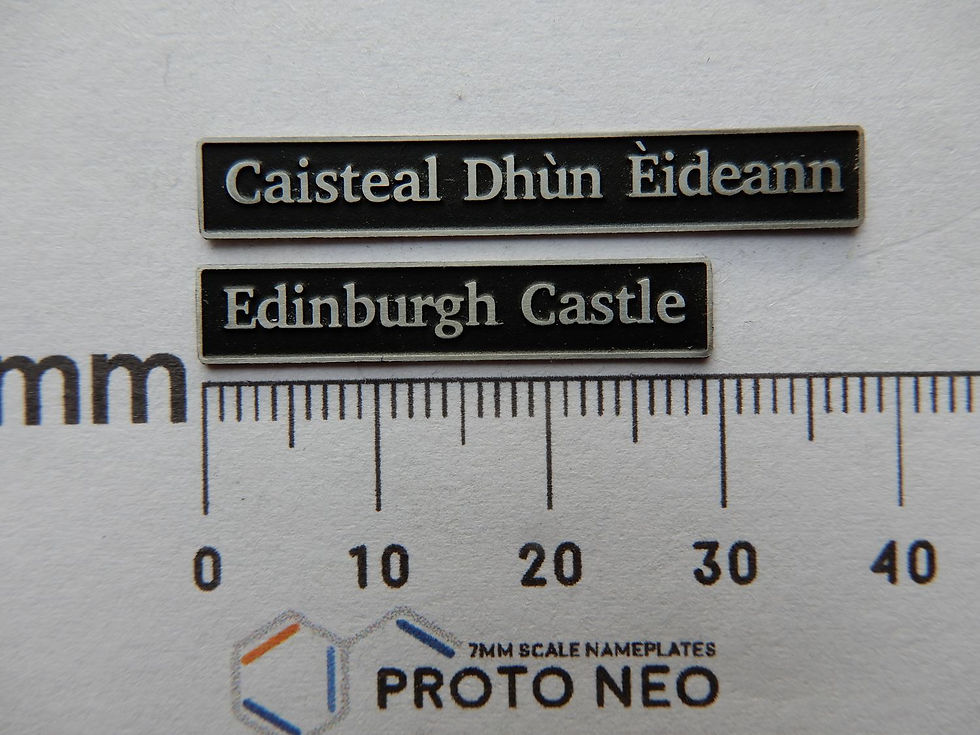 Caisteal Dhùn Èideann
Edinburgh Castle
mm
0 10 20 30 40
7MM SCALE NAMEPLATES
PROTO NEO